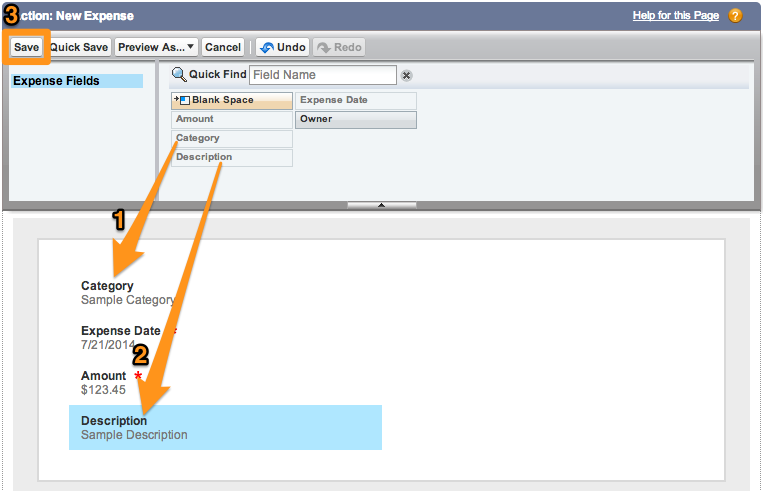 3
ction: New Expense Help for this Page ?
Save Quick Save Preview As... Cancel Undo Redo
Expense Fields
Quick Find Field Name
Blank Space Expense Date
Amount Owner
Category
Description
1
Category
Sample Category
Expense Date *
7/21/2014
2
Amount *
$123.45
Description
Sample Description